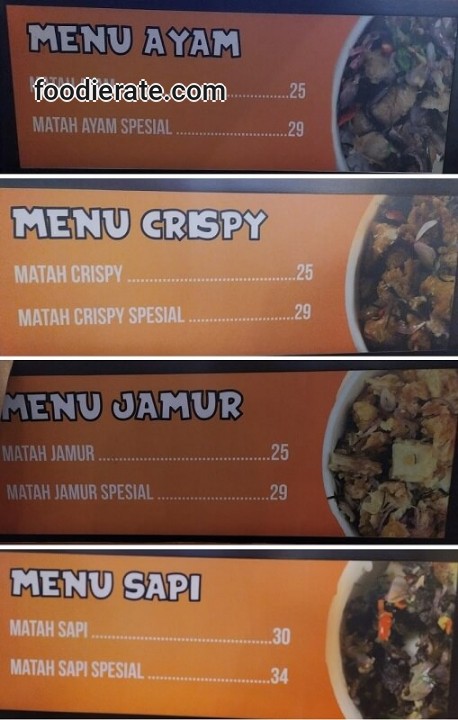 MENU AYAM
foodierate.com
25
MATAH AYAM SPESIAL 29
MENU CRISPY
MATAH CRISPY 25
MATAH CRISPY SPESIAL 29
MENU JAMUR
MATAH JAMUR 25
MATAH JAMUR SPESIAL 29
MENU SAPI
MATAH SAPI 30
MATAH SAPI SPESIAL 34